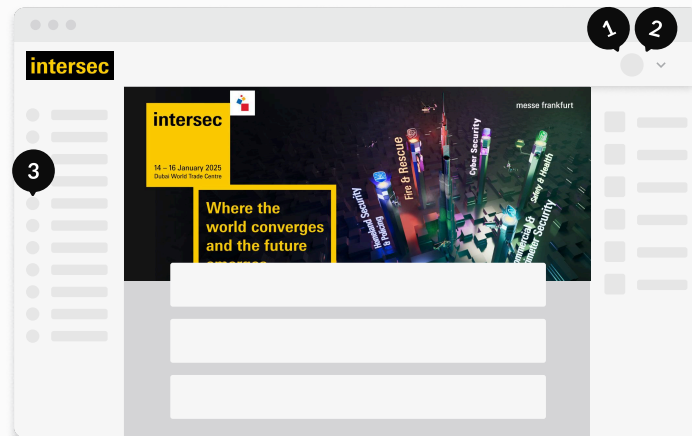 1 2
intersec
messe frankfurt
intersec
14 – 16 January 2025
Dubai World Trade Centre
Where the
world converges
and the future
emerges
Homeland Security
& Policing
Fire & Rescue
Cyber Security
Safety & Health
Commercial &
Perimeter Security
3